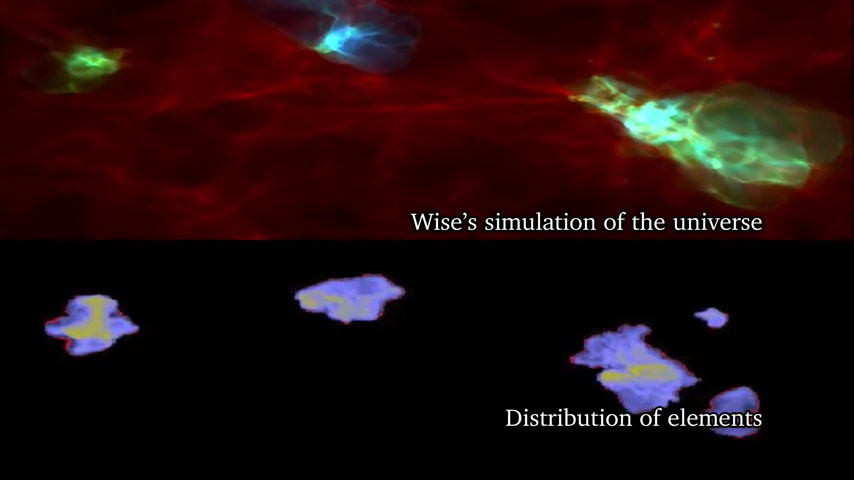 Wise’s simulation of the universe
Distribution of elements